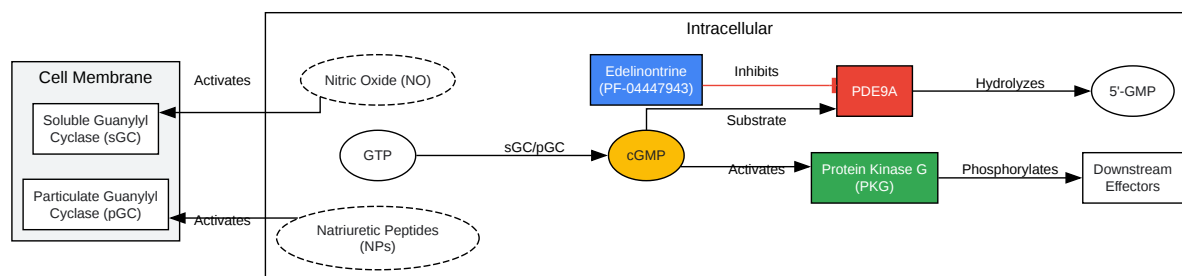 Intracellular
Cell Membrane
Activates
Nitric Oxide (NO)
Edelinontrine
(PF-04447943)
Inhibits
PDE9A
Hydrolyzes
5'-GMP
Soluble Guanylyl
Cyclase (sGC)
Substrate
GTP
sGC/pGC
cGMP
Activates
Protein Kinase G
(PKG)
Phosphorylates
Downstream
Effectors
Particulate Guanylyl
Cyclase (pGC)
Activates
Natriuretic Peptides
(NPs)